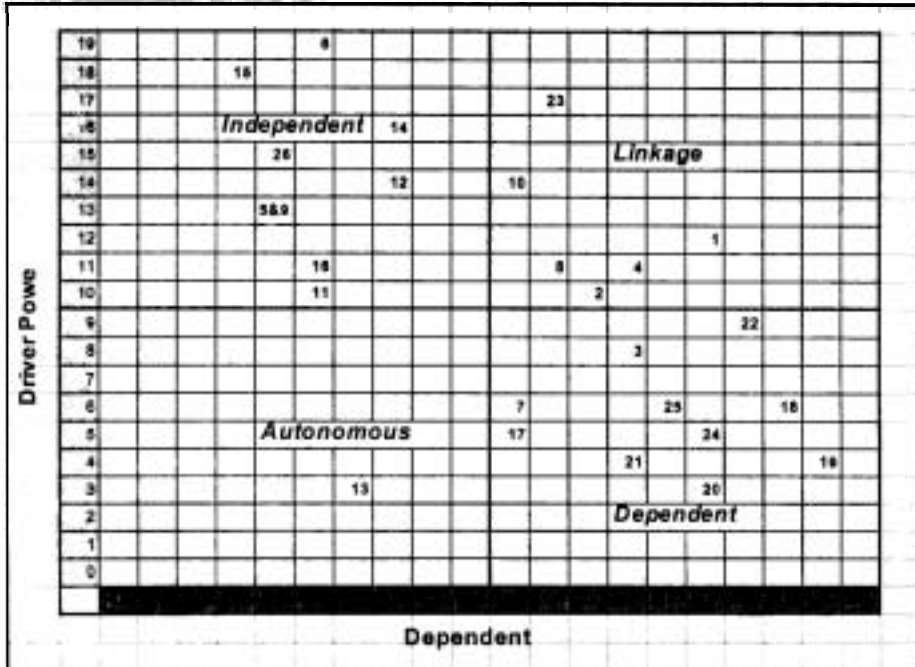 19 6
18 15
17 23
16 Independent 14
15 26 Linkage
14 12 10
13 5&9
12 1
11 16 8 4
10 11 2
9 22
8 3
7
6 7 25 18
5 Autonomous 17 24
4 21 19
3 13 20
2 Dependent
1
0
Driver Powe
Dependent